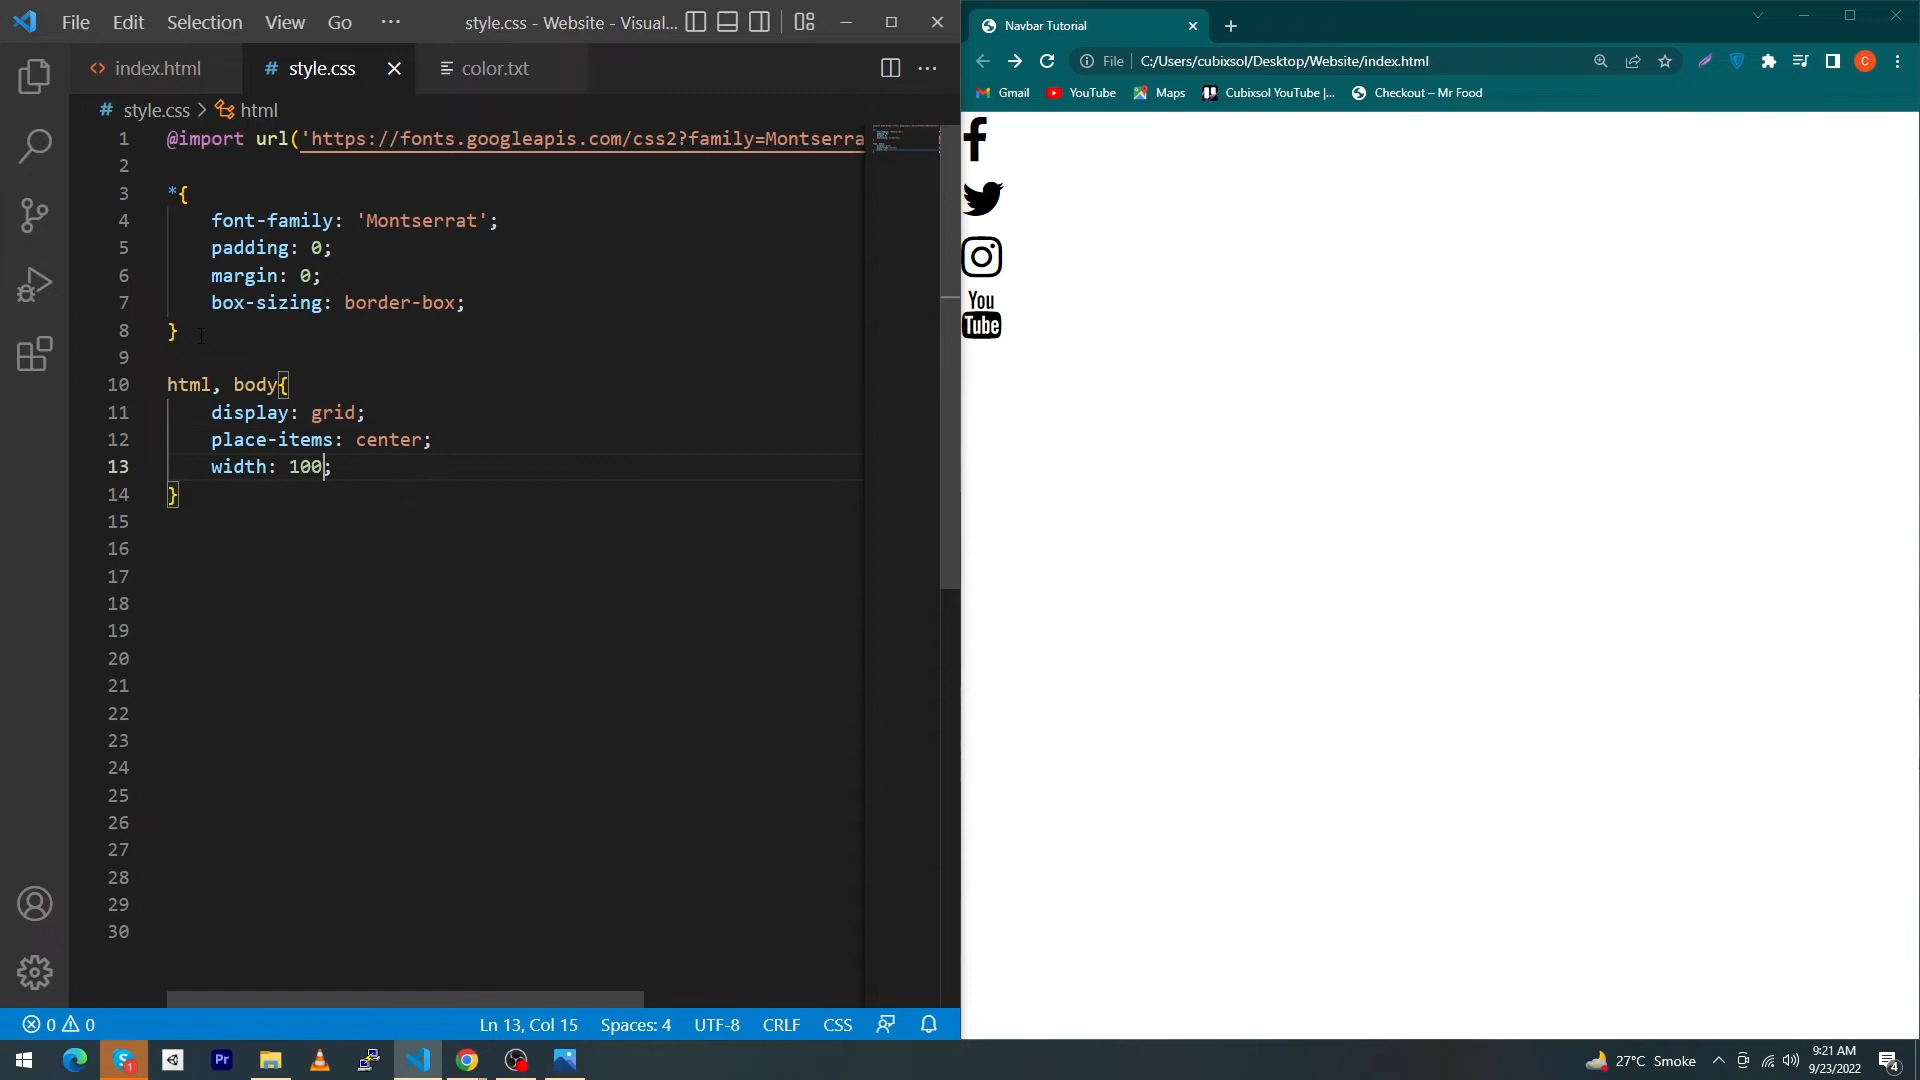 File Edit Selection View Go ··· style.css - Website - Visual...
index.html # style.css color.txt
# style.css > html
1 @import url('https://fonts.googleapis.com/css2?family=Montserra
2
3 *{
4 font-family: 'Montserrat';
5 padding: 0;
6 margin: 0;
7 box-sizing: border-box;
8 }
9
10 html, body{
11 display: grid;
12 place-items: center;
13 width: 100;
14 }
15
16
17
18
19
20
21
22
23
24
25
26
27
28
29
30
0 0 Ln 13, Col 15 Spaces: 4 UTF-8 CRLF CSS
Navbar Tutorial
File C:/Users/cubixsol/Desktop/Website/index.html C
Gmail YouTube Maps Cubixsol YouTube |... Checkout – Mr Food
You
Tube
1 Pr 27°C Smoke 9:21 AM
9/23/2022 4